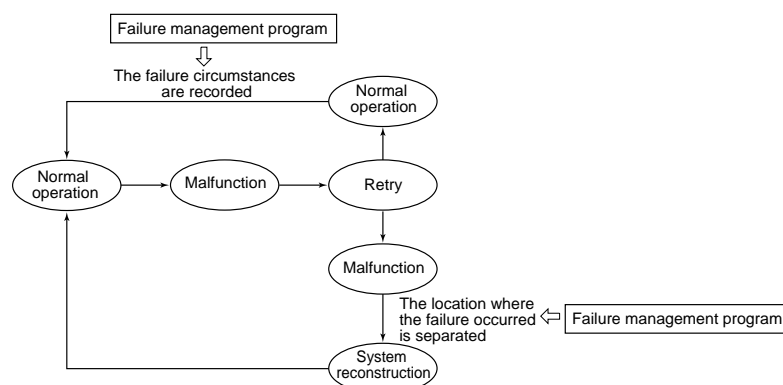 Failure management program
The failure circumstances
are recorded
Normal
operation
Normal
operation
Malfunction
Retry
Malfunction
The location where
the failure occurred
is separated
Failure management program
System
reconstruction